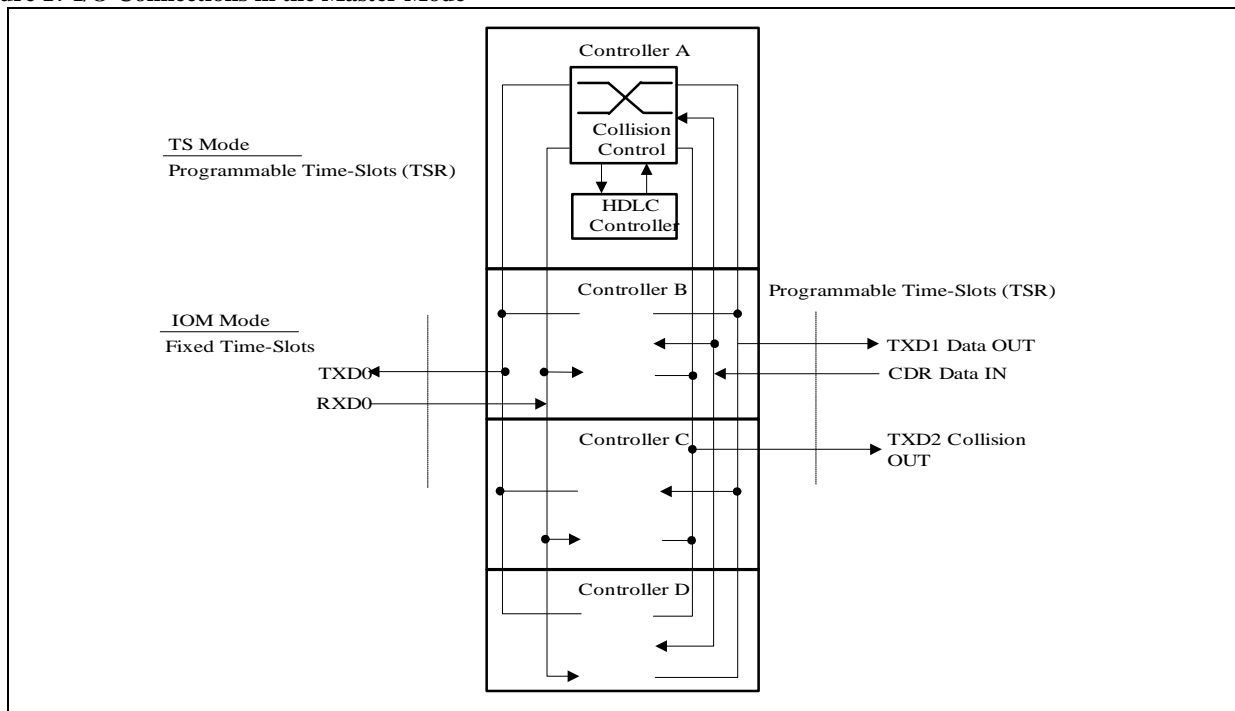 Controller A
Collision
Control
TS Mode
Programmable Time-Slots (TSR)
HDLC
Controller
Controller B
Programmable Time-Slots (TSR)
IOM Mode
Fixed Time-Slots
TXD1 Data OUT
TXD0
CDR Data IN
RXD0
Controller C
TXD2 Collision
OUT
Controller D